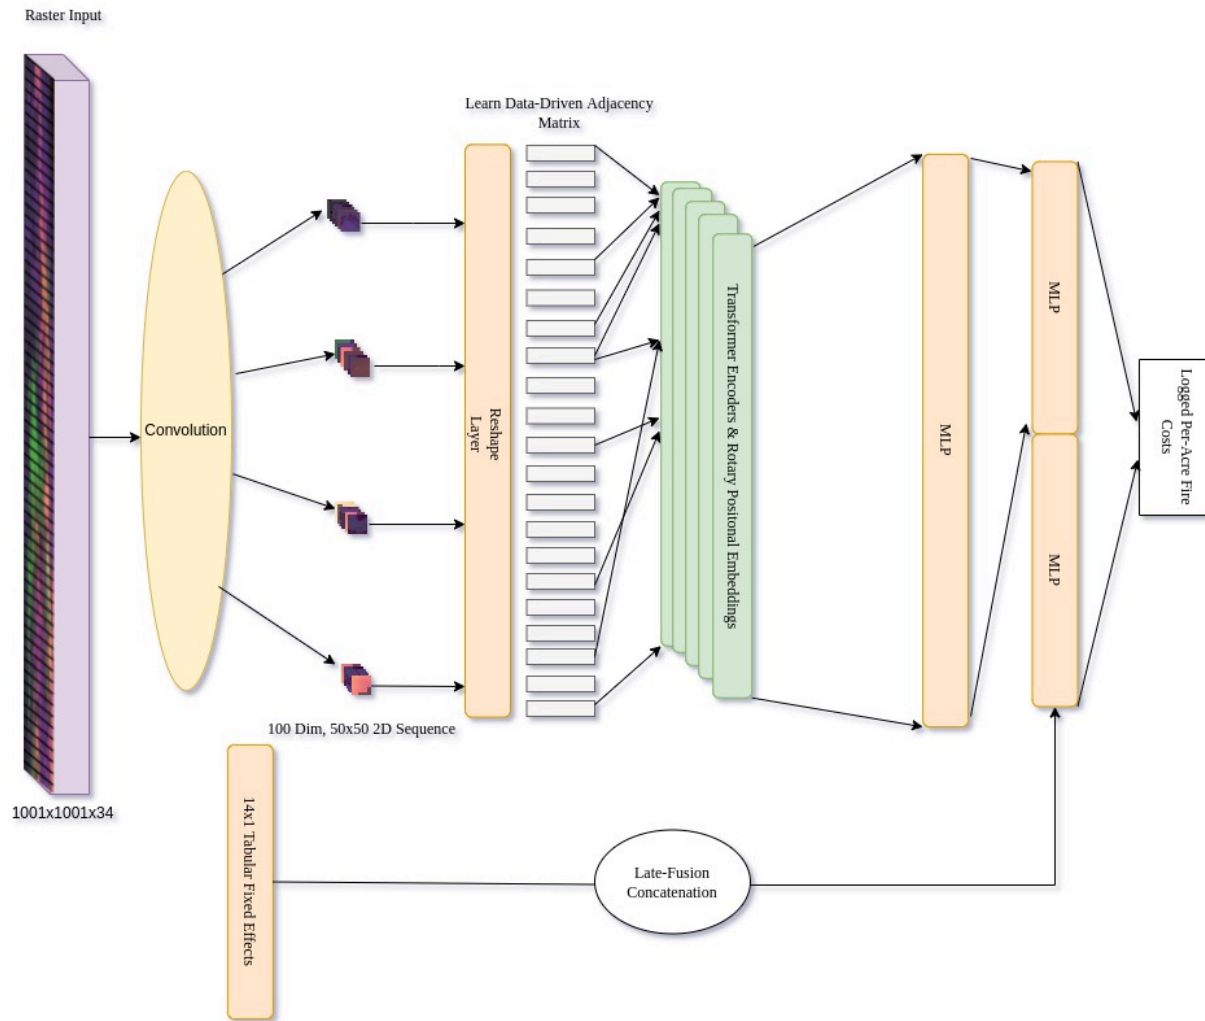 Raster Input
Learn Data-Driven Adjacency
Matrix
Convolution
Reshape
Layer
Transformer Encoders & Rotary Positonal Embeddings
MLP
MLP
MLP
Logged Per-Acre Fire
Costs
100 Dim, 50x50 2D Sequence
1001x1001x34
14x1 Tabular Fixed Effects
Late-Fusion
Concatenation